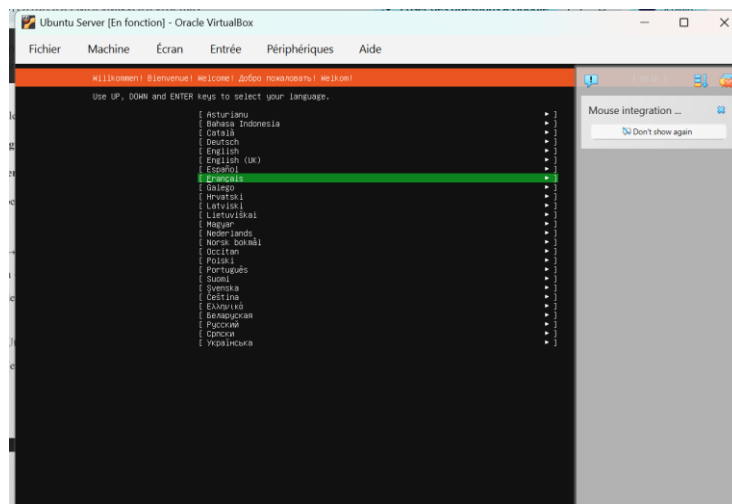 Ubuntu Server [En fonction] - Oracle VirtualBox
Fichier Machine Écran Entrée Périphériques Aide
Willkommen! Bienvenue! Welcome! Добро пожаловать! Welkom!
Use UP, DOWN and ENTER keys to select your language.
[ Asturianu ► ]
[ Bahasa Indonesia ► ]
[ Català ► ]
[ Deutsch ► ]
[ English ► ]
[ English (UK) ► ]
[ Español ► ]
[ Français ► ]
[ Galego ► ]
[ Hrvatski ► ]
[ Latviski ► ]
[ Lietuviškai ► ]
[ Magyar ► ]
[ Nederlands ► ]
[ Norsk bokmål ► ]
[ Occitan ► ]
[ Polski ► ]
[ Português ► ]
[ Suomi ► ]
[ Svenska ► ]
[ Čeština ► ]
[ Ελληνικά ► ]
[ Беларуская ► ]
[ Русский ► ]
[ Српски ► ]
[ Українська ► ]
Mouse integration ...
Don't show again